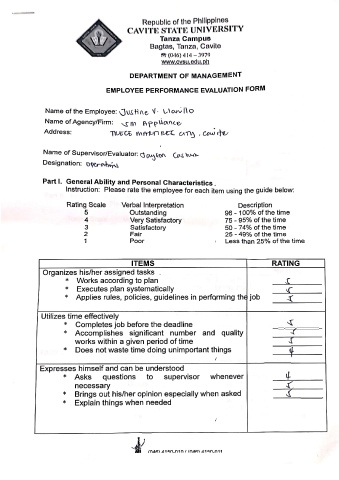 Republic of the Philippines
CAVITE STATE UNIVERSITY
Tanza Campus
Bagtas, Tanza, Cavite
☎ (046) 414 – 3979
www.cvsu.edu.ph
DEPARTMENT OF MANAGEMENT
EMPLOYEE PERFORMANCE EVALUATION FORM
Name of the Employee: Justine V. Llanillo
Name of Agency/Firm: SM Appliance
Address: TRECE MARTIREZ CITY, Cavite
Name of Supervisor/Evaluator: Jayson
Designation: Operations
Part I. General Ability and Personal Characteristics.
Instruction: Please rate the employee for each item using the guide below:
Rating Scale Verbal Interpretation Description
5 Outstanding 96 - 100% of the time
4 Very Satisfactory 75 - 95% of the time
3 Satisfactory 50 - 74% of the time
2 Fair 25 - 49% of the time
1 Poor Less than 25% of the time
ITEMS RATING
Organizes his/her assigned tasks .
* Works according to plan 5
* Executes plan systematically 5
* Applies rules, policies, guidelines in performing the job 5
Utilizes time effectively
* Completes job before the deadline 5
* Accomplishes significant number and quality
works within a given period of time 5
* Does not waste time doing unimportant things 4
Expresses himself and can be understood
* Asks questions to supervisor whenever 4
necessary 5
* Brings out his/her opinion especially when asked 5
* Explain things when needed